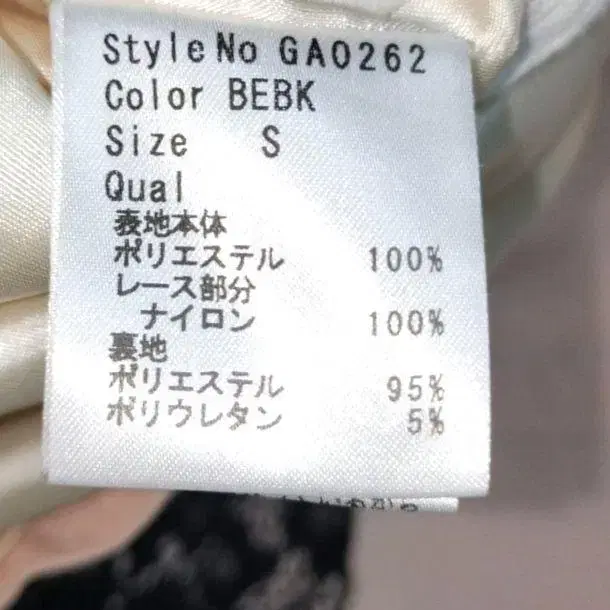 Style No GA0262
Color BEBK
Size S
Qual
表地本体
ポリエステル 100%
レース部分
ナイロン 100%
裏地
ポリエステル 95%
ポリウレタン 5%